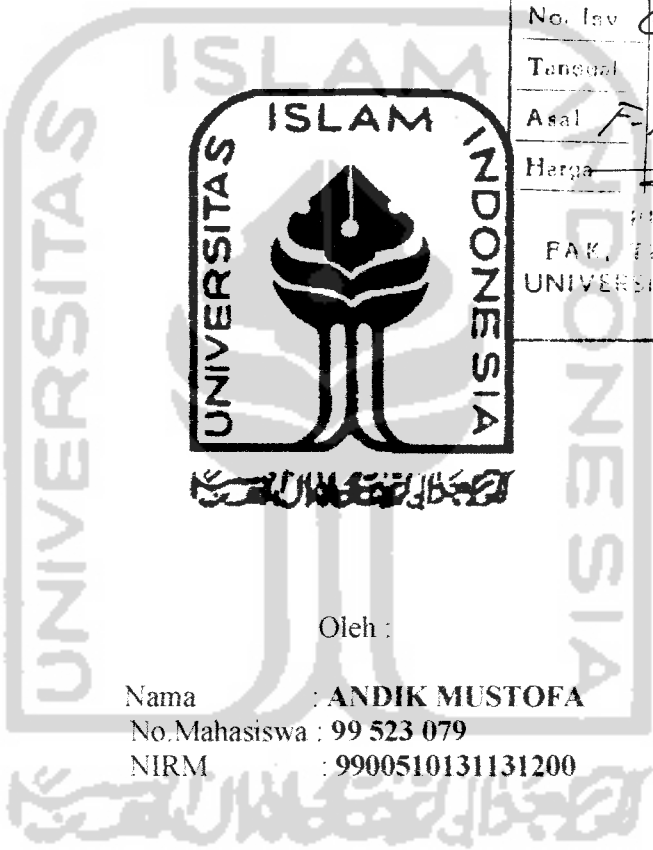 No. Inv
Tanggal
Asal
Harga
UNIVERSI
UNIVERSITAS ISLAM INDONESIA
Oleh :
Nama : ANDIK MUSTOFA
No.Mahasiswa : 99 523 079
NIRM : 9900510131131200